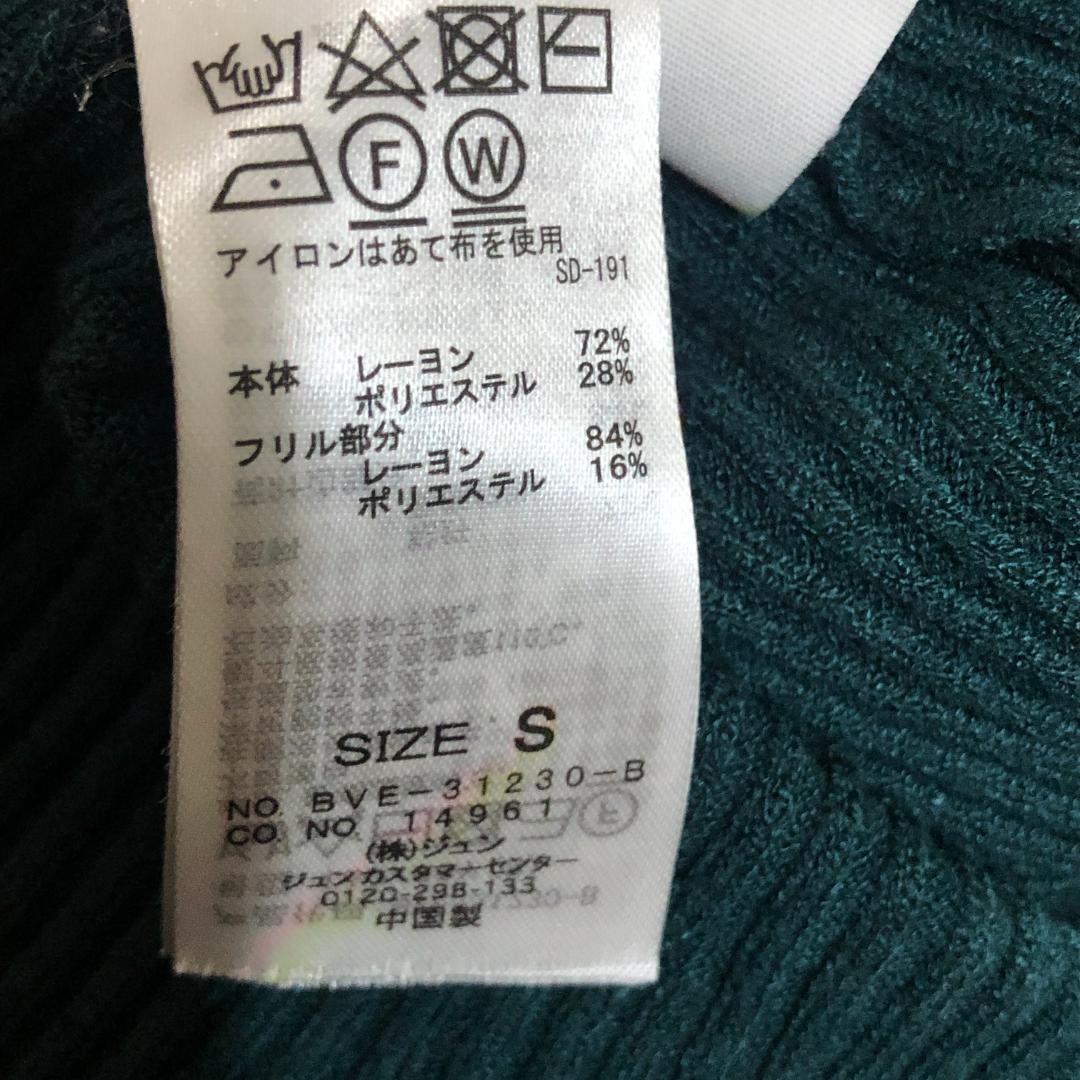 F W
アイロンはあて布を使用
SD-191
本体 レーヨン 72%
ポリエステル 28%
フリル部分
レーヨン 84%
ポリエステル 16%
SIZE S
NO. BVE-31230-B
CO. NO. 14961
(株)ジュン
ジュンカスタマーセンター
0120-298-133
中国製